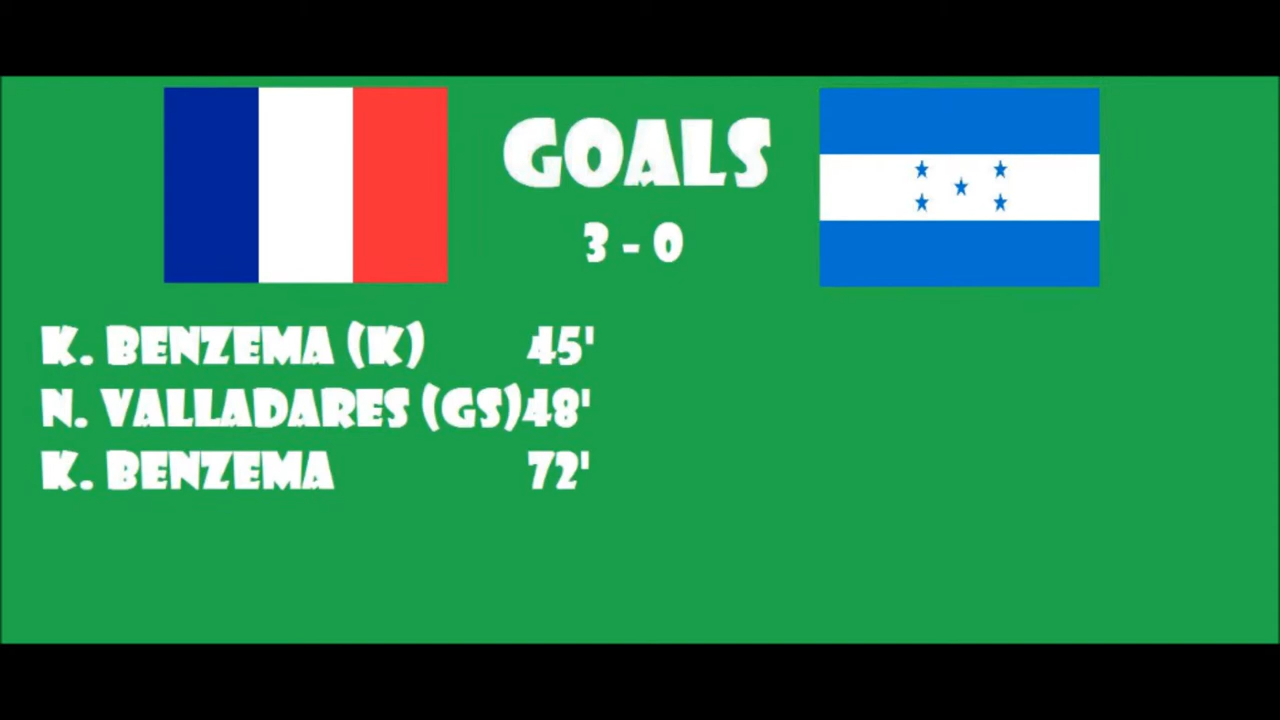 GOALS
3 - 0
K. BENZEMA (K) 45'
N. VALLADARES (GS) 48'
K. BENZEMA 72'